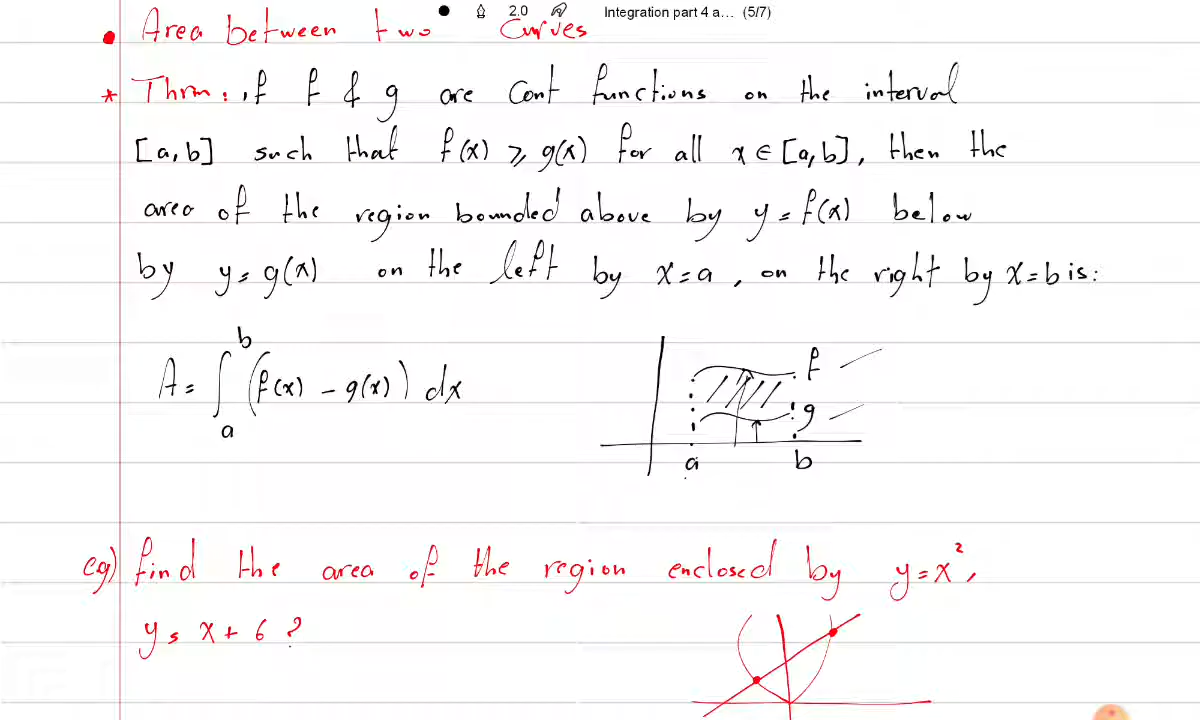 2.0 Integration part 4 a... (5/7)
• Area between two curves
* Thrm: if f & g are cont functions on the interval
[a,b] such that f(x) ⩾ g(x) for all x ∈ [a,b], then the
area of the region bounded above by y = f(x) below
by y = g(x) on the left by x = a, on the right by x = b is:
A = ∫_a^b (f(x) - g(x)) dx
f
g
a b
eg) find the area of the region enclosed by y = x²,
y = x + 6 ?